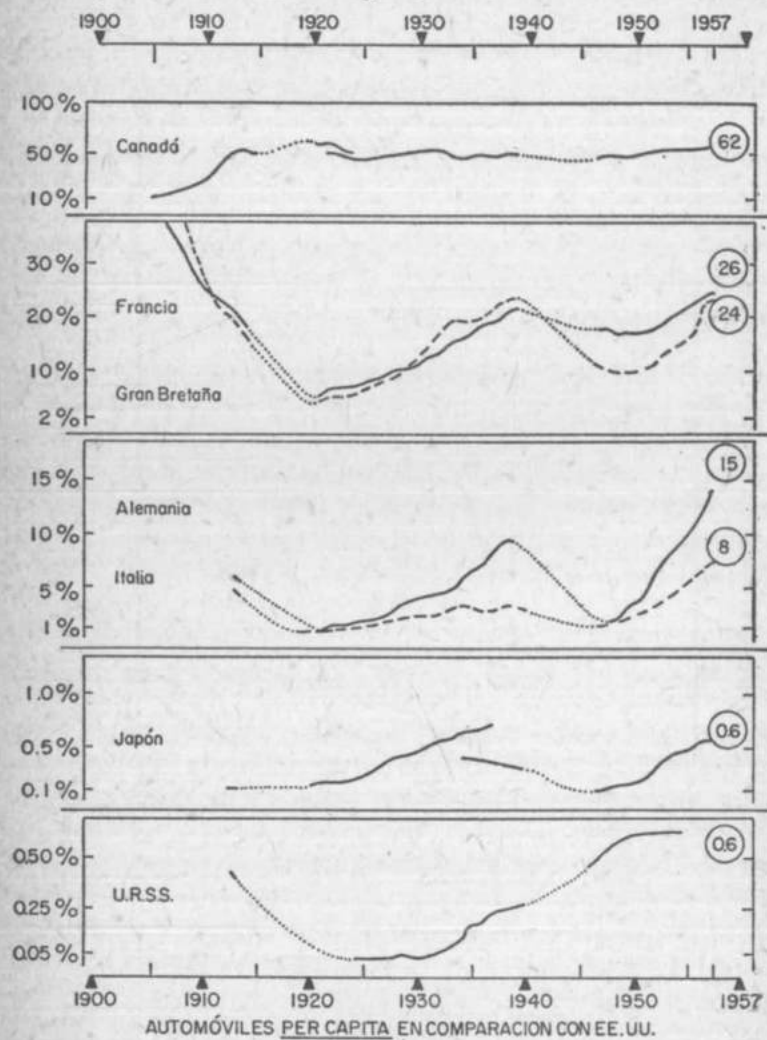 1900 1910 1920 1930 1940 1950 1957
100 %
Canadá
50 %
62
10 %
30 %
26
Francia
20 %
24
10 %
Gran Bretaña
2 %
15 %
15
Alemania
10 %
8
Italia
5 %
1 %
1.0 %
Japón
0.5 %
0.6
0.1 %
0.50 %
0.6
U.R.S.S.
0.25 %
0.05 %
1900 1910 1920 1930 1940 1950 1957
AUTOMÓVILES PER CAPITA EN COMPARACION CON EE. UU.